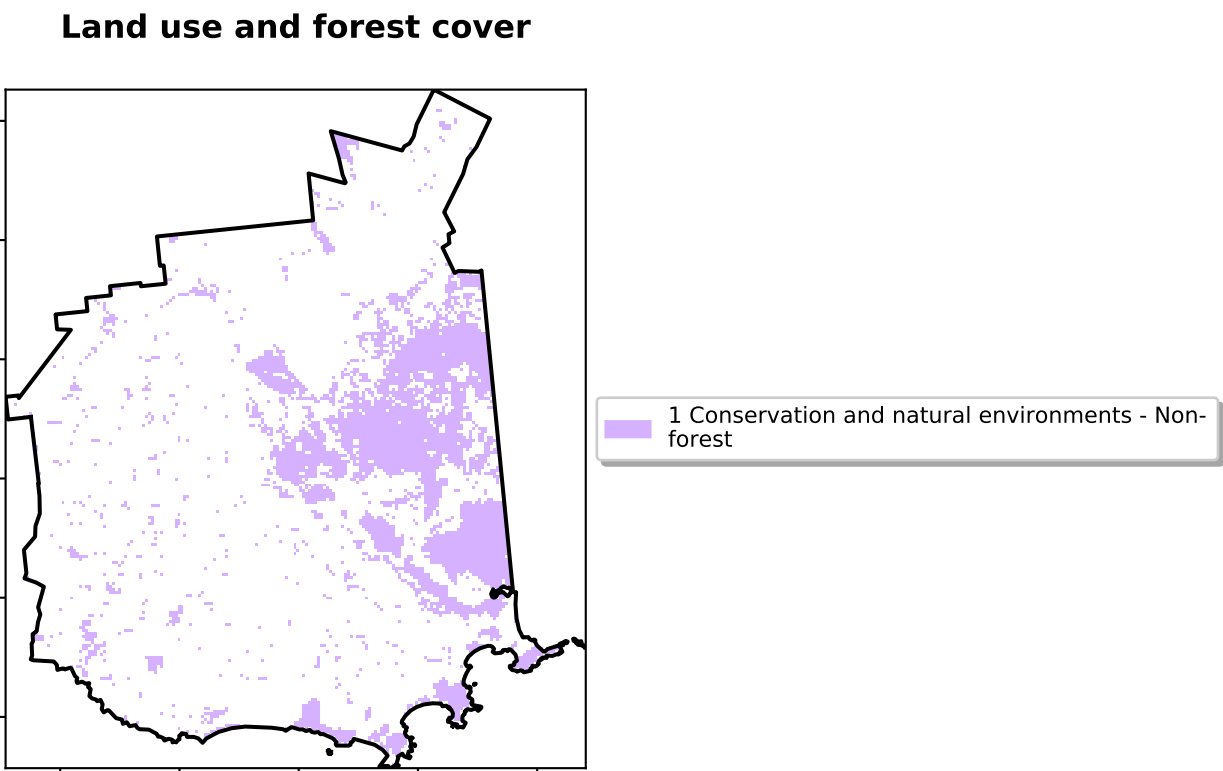 Land use and forest cover
1 Conservation and natural environments - Non-
forest